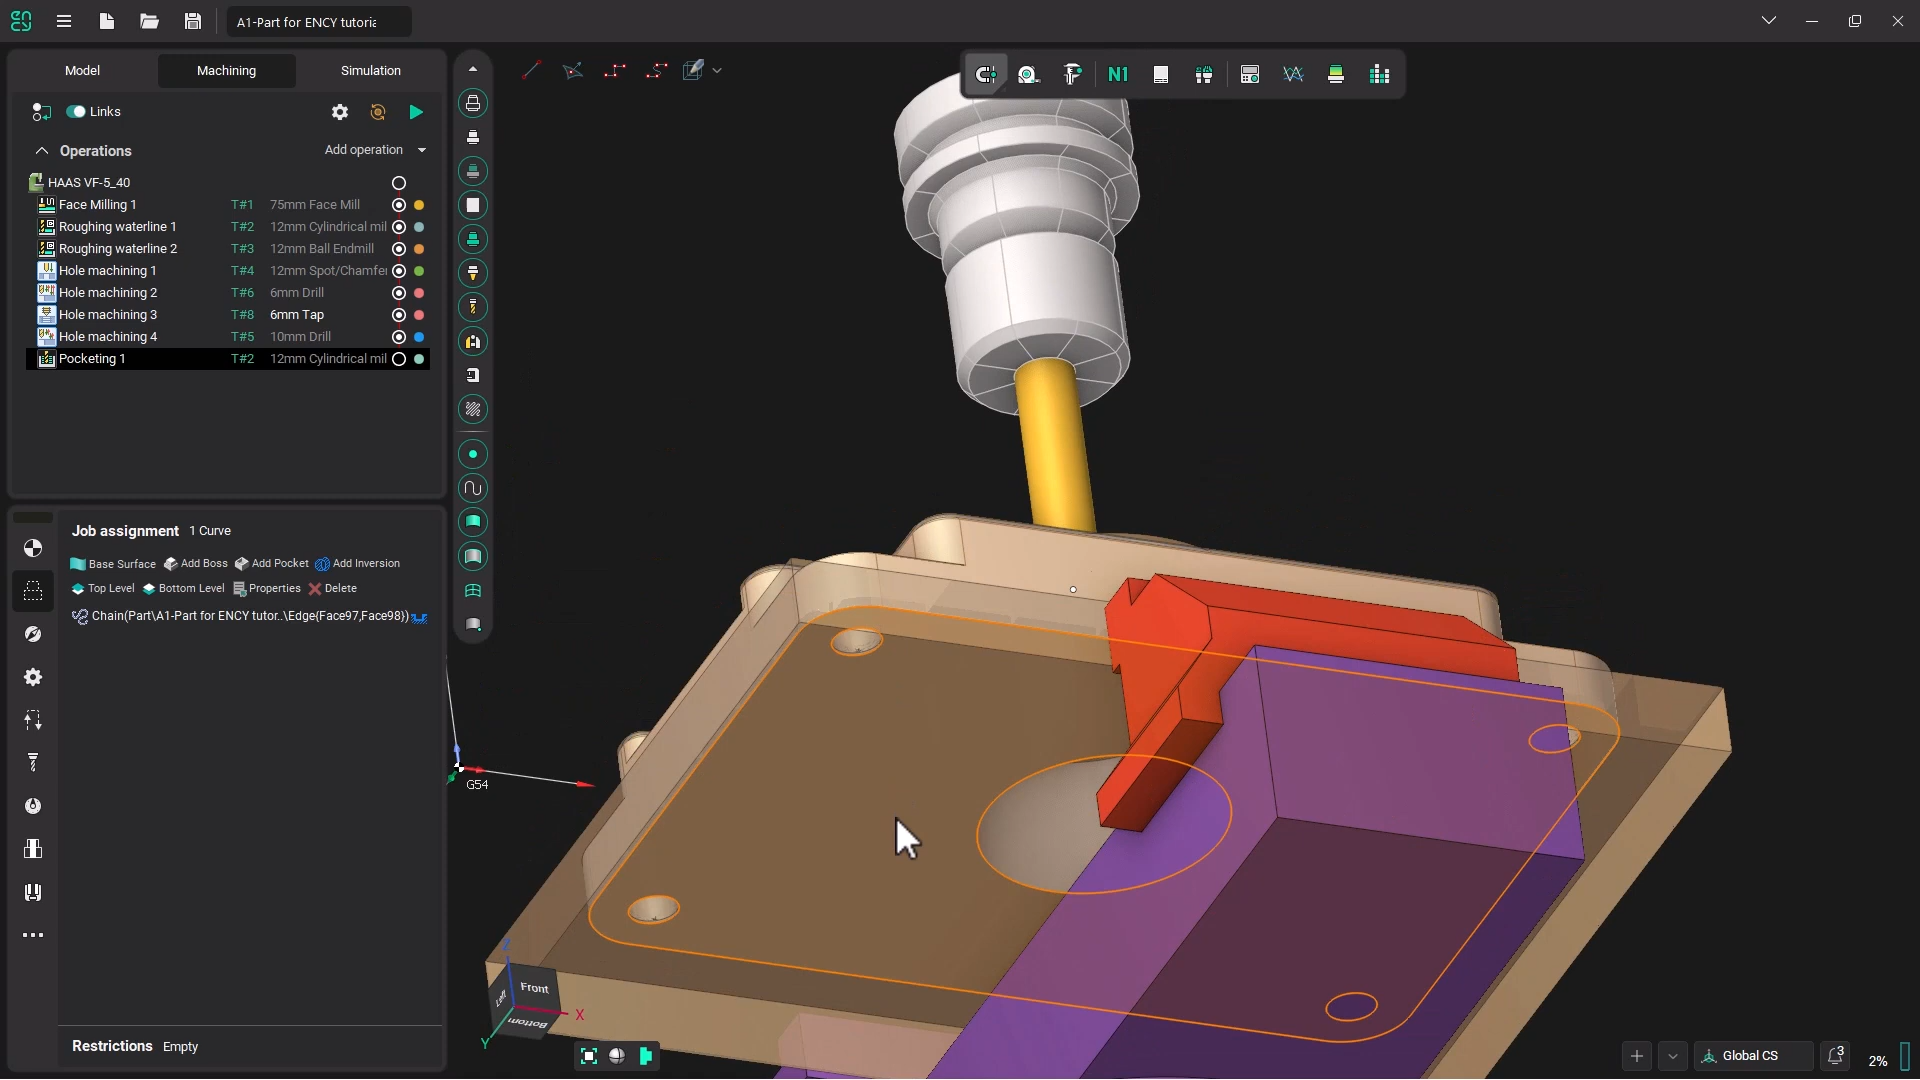 A1-Part for ENCY tutoria
Model
Machining
Simulation
Links
N1
Operations
Add operation
HAAS VF-5_40
Face Milling 1 T#1 75mm Face Mill
Roughing waterline 1 T#2 12mm Cylindrical mil
Roughing waterline 2 T#3 12mm Ball Endmill
Hole machining 1 T#4 12mm Spot/Chamfe
Hole machining 2 T#6 6mm Drill
Hole machining 3 T#8 6mm Tap
Hole machining 4 T#5 10mm Drill
Pocketing 1 T#2 12mm Cylindrical mil
Job assignment 1 Curve
Base Surface Add Boss Add Pocket Add Inversion
Top Level Bottom Level Properties Delete
Chain(Part\A1-Part for ENCY tutor..\Edge(Face97,Face98))
G54
Z
Left Front
Bottom
X
Y
Restrictions Empty
Global CS
3
2%